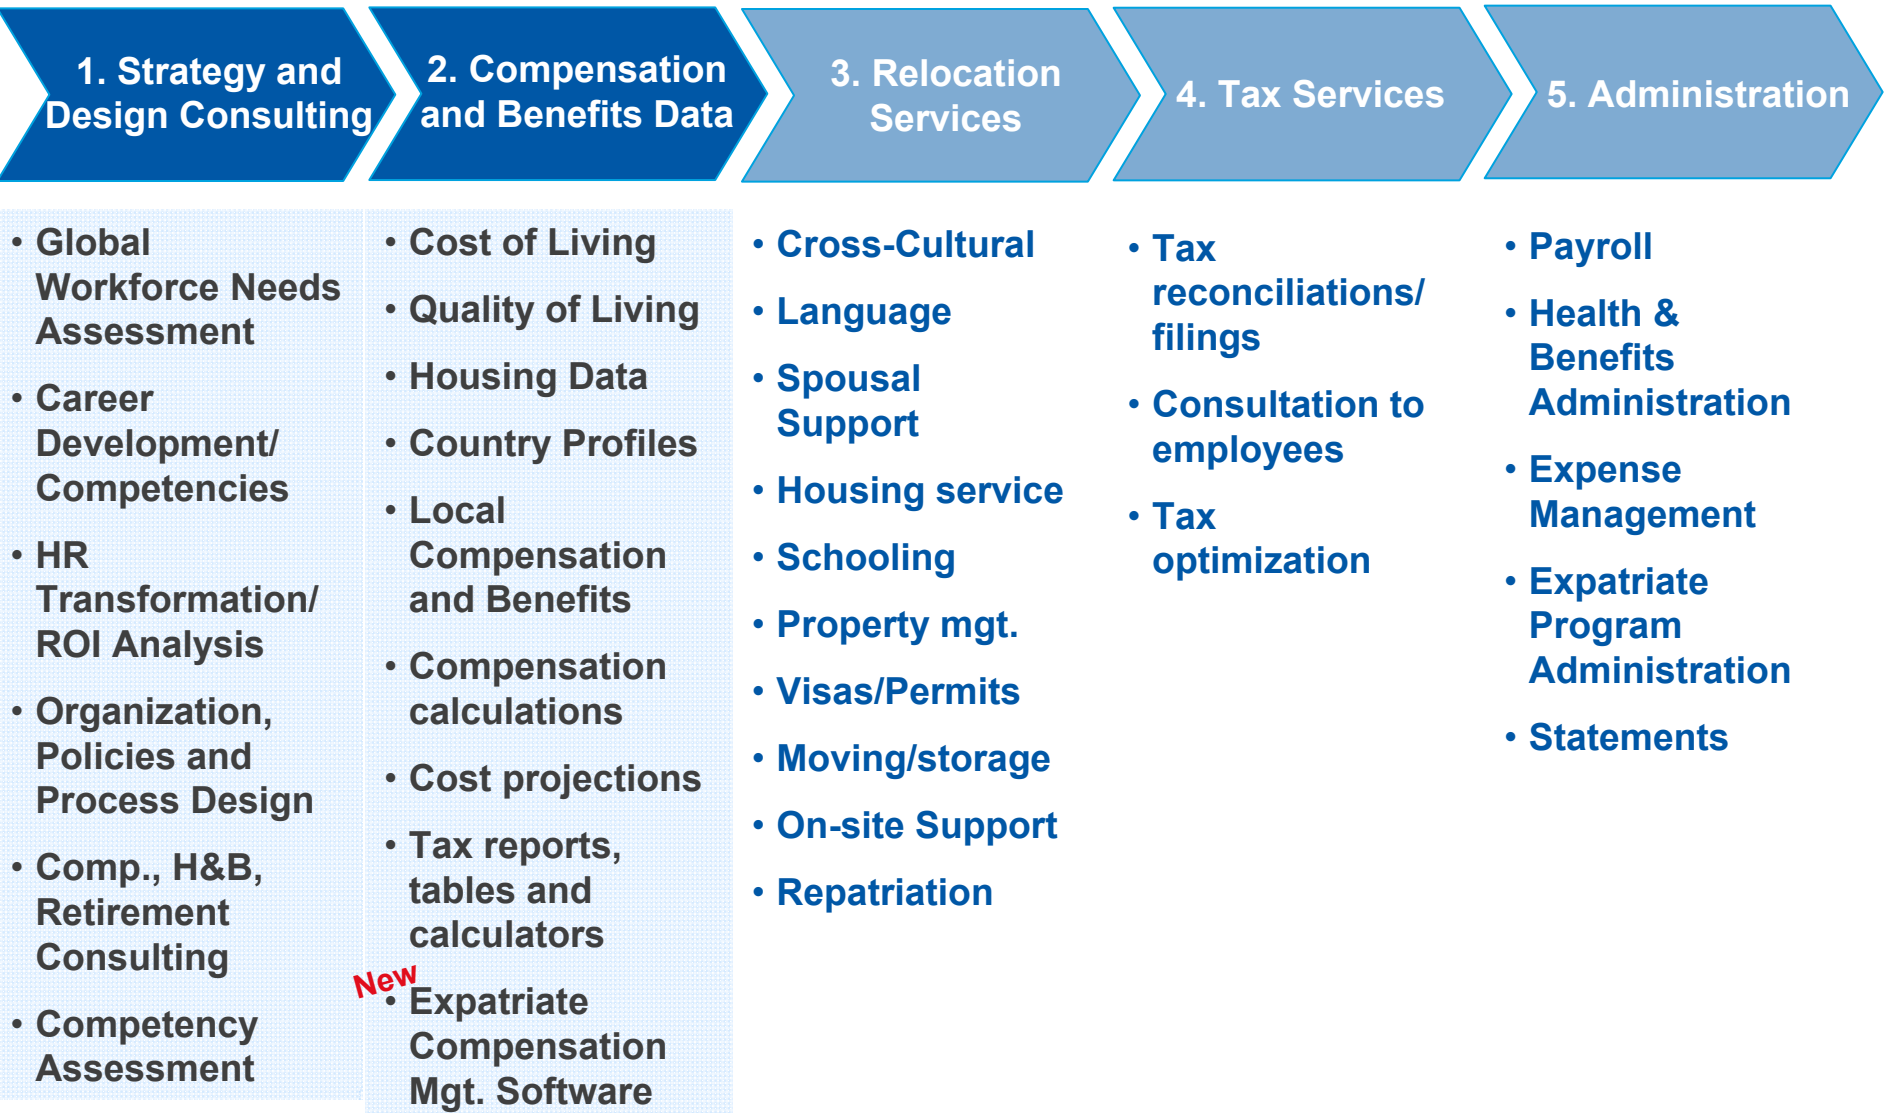 1. Strategy and
Design Consulting
2. Compensation
and Benefits Data
3. Relocation
Services
4. Tax Services
5. Administration
• Global
Workforce Needs
Assessment
• Career
Development/
Competencies
• HR
Transformation/
ROI Analysis
• Organization,
Policies and
Process Design
• Comp., H&B,
Retirement
Consulting
• Competency
Assessment
• Cost of Living
• Quality of Living
• Housing Data
• Country Profiles
• Local
Compensation
and Benefits
• Compensation
calculations
• Cost projections
• Tax reports,
tables and
calculators
New
• Expatriate
Compensation
Mgt. Software
• Cross-Cultural
• Language
• Spousal
Support
• Housing service
• Schooling
• Property mgt.
• Visas/Permits
• Moving/storage
• On-site Support
• Repatriation
• Tax
reconciliations/
filings
• Consultation to
employees
• Tax
optimization
• Payroll
• Health &
Benefits
Administration
• Expense
Management
• Expatriate
Program
Administration
• Statements